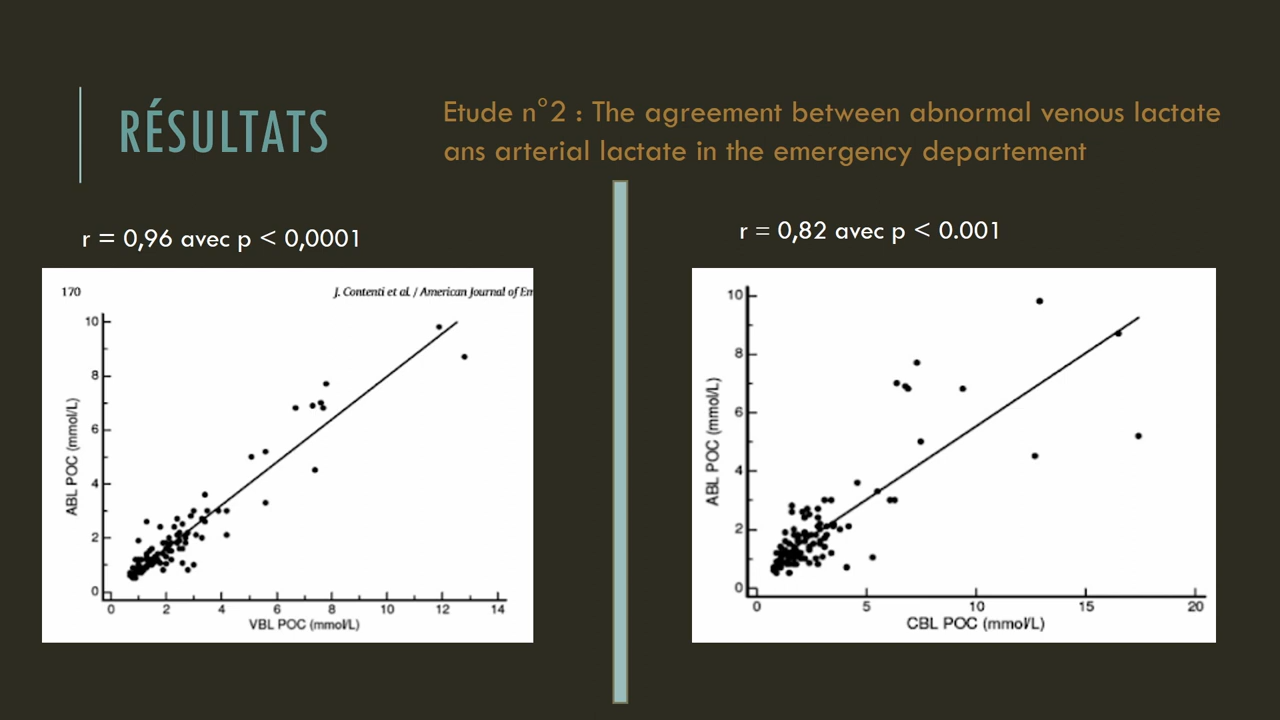 RÉSULTATS
Etude n°2 : The agreement between abnormal venous lactate
ans arterial lactate in the emergency departement
r = 0,96 avec p < 0,0001
170
J. Contenti et al. / American Journal of Em
10
8
6
4
2
0
ABL POC (mmol/L)
0 2 4 6 8 10 12 14
VBL POC (mmol/L)
r = 0,82 avec p < 0.001
10
8
6
4
2
0
ABL POC (mmol/L)
0 5 10 15 20
CBL POC (mmol/L)